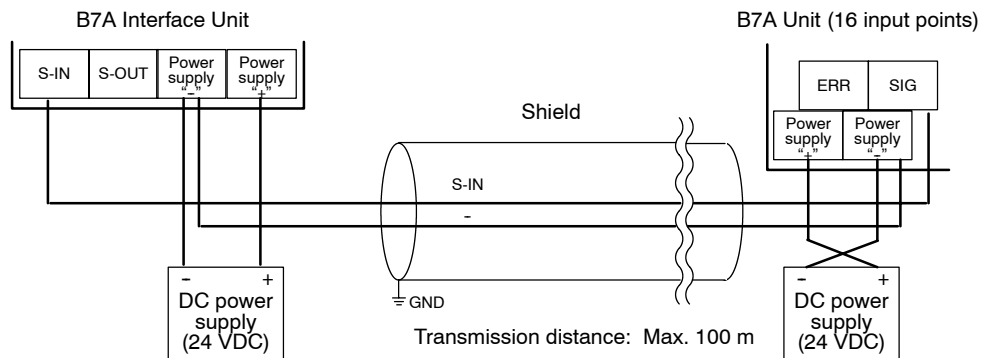 B7A Interface Unit
B7A Unit (16 input points)
S-IN
S-OUT
Power supply “-”
Power supply “+”
ERR
SIG
Power supply “+”
Power supply “-”
Shield
S-IN
-
- +
DC power
supply
(24 VDC)
GND
Transmission distance: Max. 100 m
- +
DC power
supply
(24 VDC)